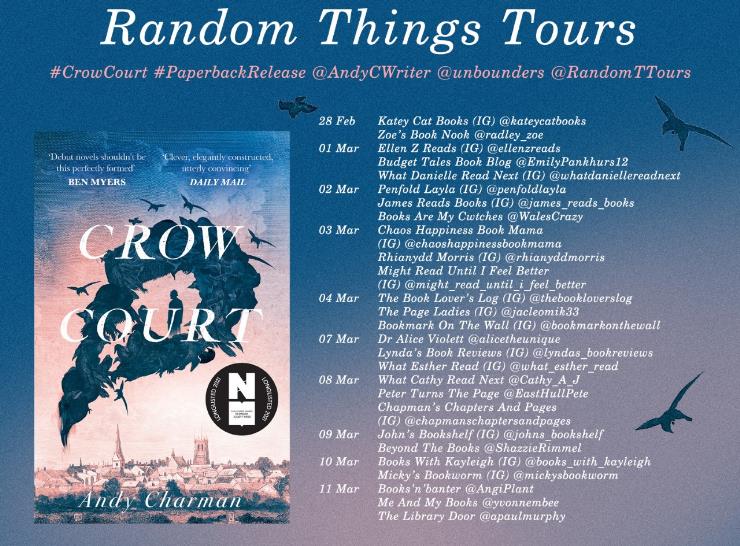 Random Things Tours
#CrowCourt #PaperbackRelease @AndyCWriter @unbounders @RandomTTours
'Debut novels shouldn't be
this perfectly formed'
BEN MYERS
'Clever, elegantly constructed,
utterly convincing'
DAILY MAIL
CROW
COURT
LONGLISTED 2021
N
LONGLISTED 2021
Andy Charman
28 Feb Katey Cat Books (IG) @kateycatbooks
Zoe's Book Nook @radley_zoe
01 Mar Ellen Z Reads (IG) @ellenzreads
Budget Tales Book Blog @EmilyPankhurs12
What Danielle Read Next (IG) @whatdaniellereadnext
02 Mar Penfold Layla (IG) @penfoldlayla
James Reads Books (IG) @james_reads_books
Books Are My Cwtches @WalesCrazy
03 Mar Chaos Happiness Book Mama
(IG) @chaoshappinessbookmama
Rhianydd Morris (IG) @rhianyddmorris
Might Read Until I Feel Better
(IG) @might_read_until_i_feel_better
04 Mar The Book Lover's Log (IG) @thebookloverslog
The Page Ladies (IG) @jacleomik33
Bookmark On The Wall (IG) @bookmarkonthewall
07 Mar Dr Alice Violett @alicetheunique
Lynda's Book Reviews (IG) @lyndas_bookreviews
What Esther Read (IG) @what_esther_read
08 Mar What Cathy Read Next @Cathy_A_J
Peter Turns The Page @EastHullPete
Chapman's Chapters And Pages
(IG) @chapmanschaptersandpages
09 Mar John's Bookshelf (IG) @johns_bookshelf
Beyond The Books @ShazzieRimmel
10 Mar Books With Kayleigh (IG) @books_with_kayleigh
Micky's Bookworm (IG) @mickysbookworm
11 Mar Books'n'banter @AngiPlant
Me And My Books @yvonnembee
The Library Door @apaulmurphy